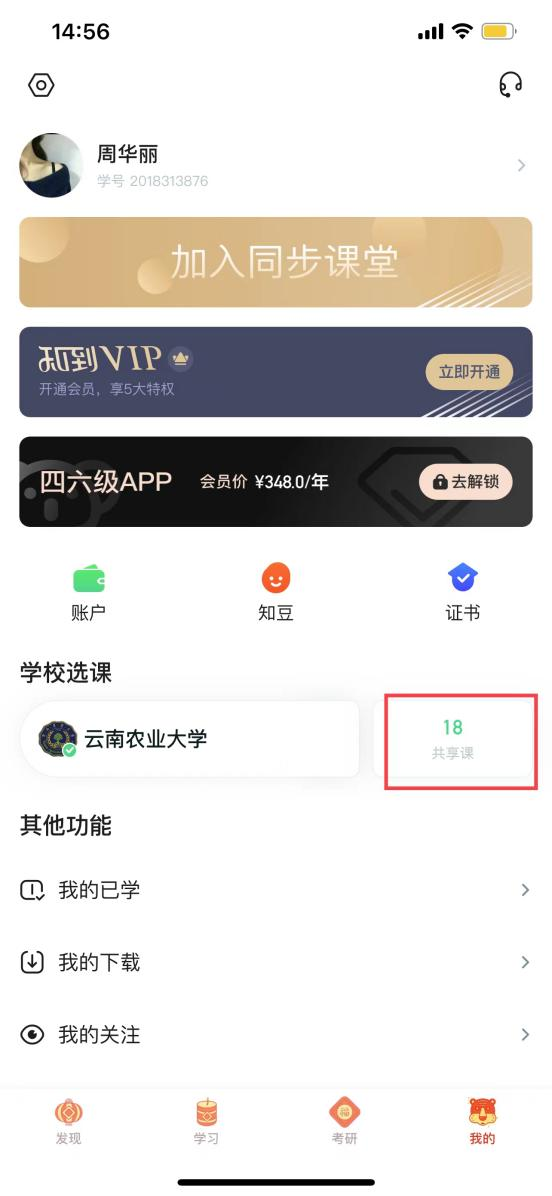 14:56
周华丽
学号 2018313876
加入同步课堂
知到VIP
开通会员，享5大特权
立即开通
四六级APP 会员价 ¥348.0/年 去解锁
账户 知豆 证书
学校选课
云南农业大学
18
共享课
其他功能
我的已学
我的下载
我的关注
发现 学习 考研 我的